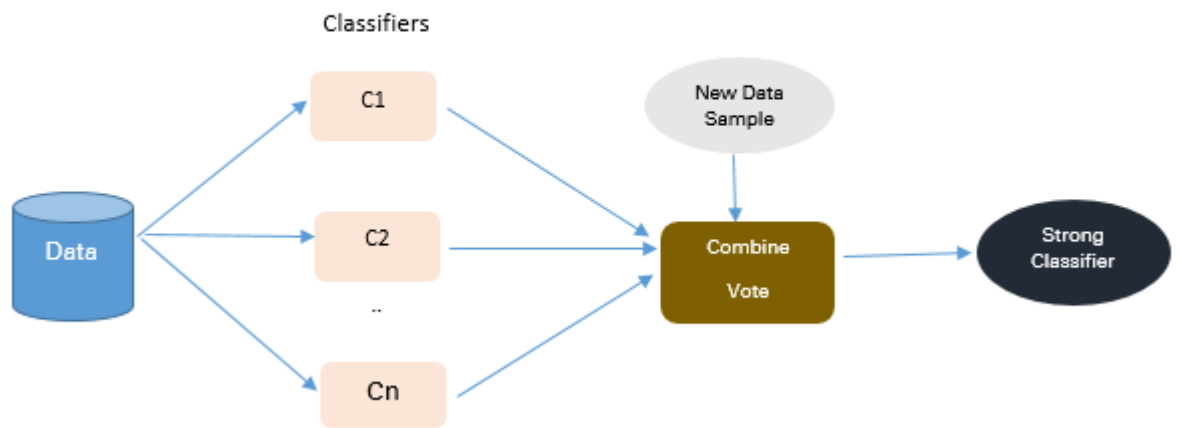 Classifiers
C1
New Data
Sample
Data
C2
..
Combine
Vote
Strong
Classifier
Cn